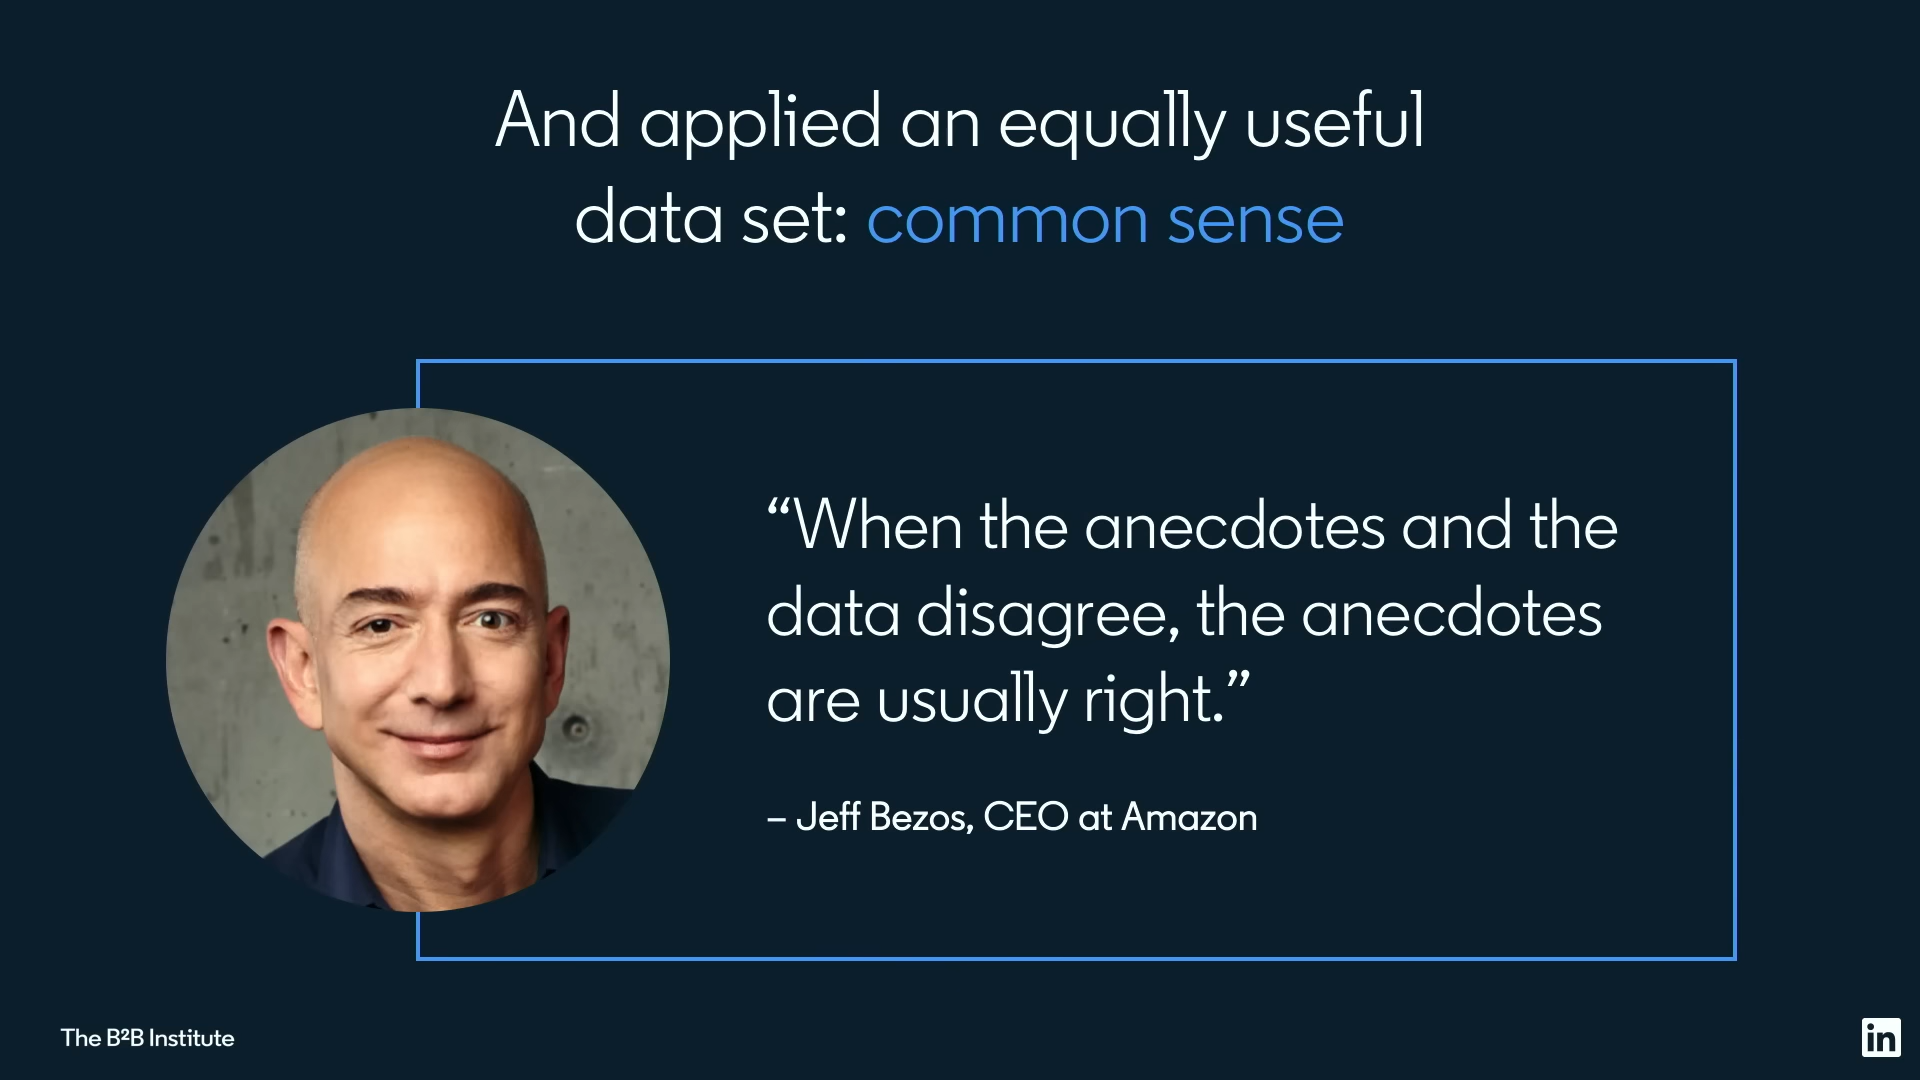 And applied an equally useful
data set: common sense
“When the anecdotes and the
data disagree, the anecdotes
are usually right.”
– Jeff Bezos, CEO at Amazon
The B²B Institute
in